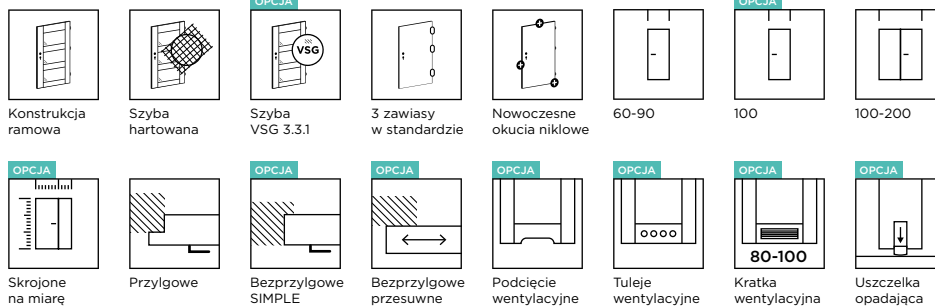 OPCJA
OPCJA
VSG
Konstrukcja
ramowa
Szyba
hartowana
Szyba
VSG 3.3.1
3 zawiasy
w standardzie
Nowoczesne
okucia niklowe
60-90
100
100-200
OPCJA
OPCJA
OPCJA
OPCJA
OPCJA
OPCJA
OPCJA
80-100
Skrojone
na miarę
Przylgowe
Bezprzylgowe
SIMPLE
Bezprzylgowe
przesuwne
Podcięcie
wentylacyjne
Tuleje
wentylacyjne
Kratka
wentylacyjna
Uszczelka
opadająca